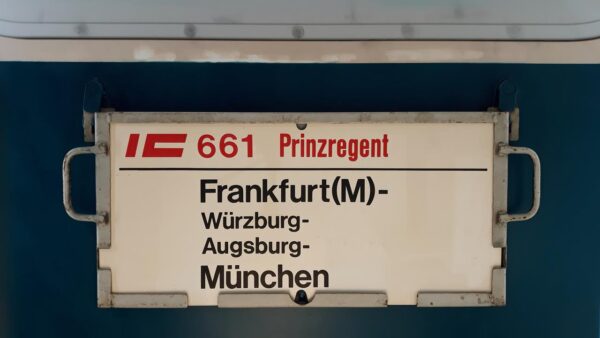 IC 661 Prinzregent
Frankfurt(M)-
Würzburg-
Augsburg-
München